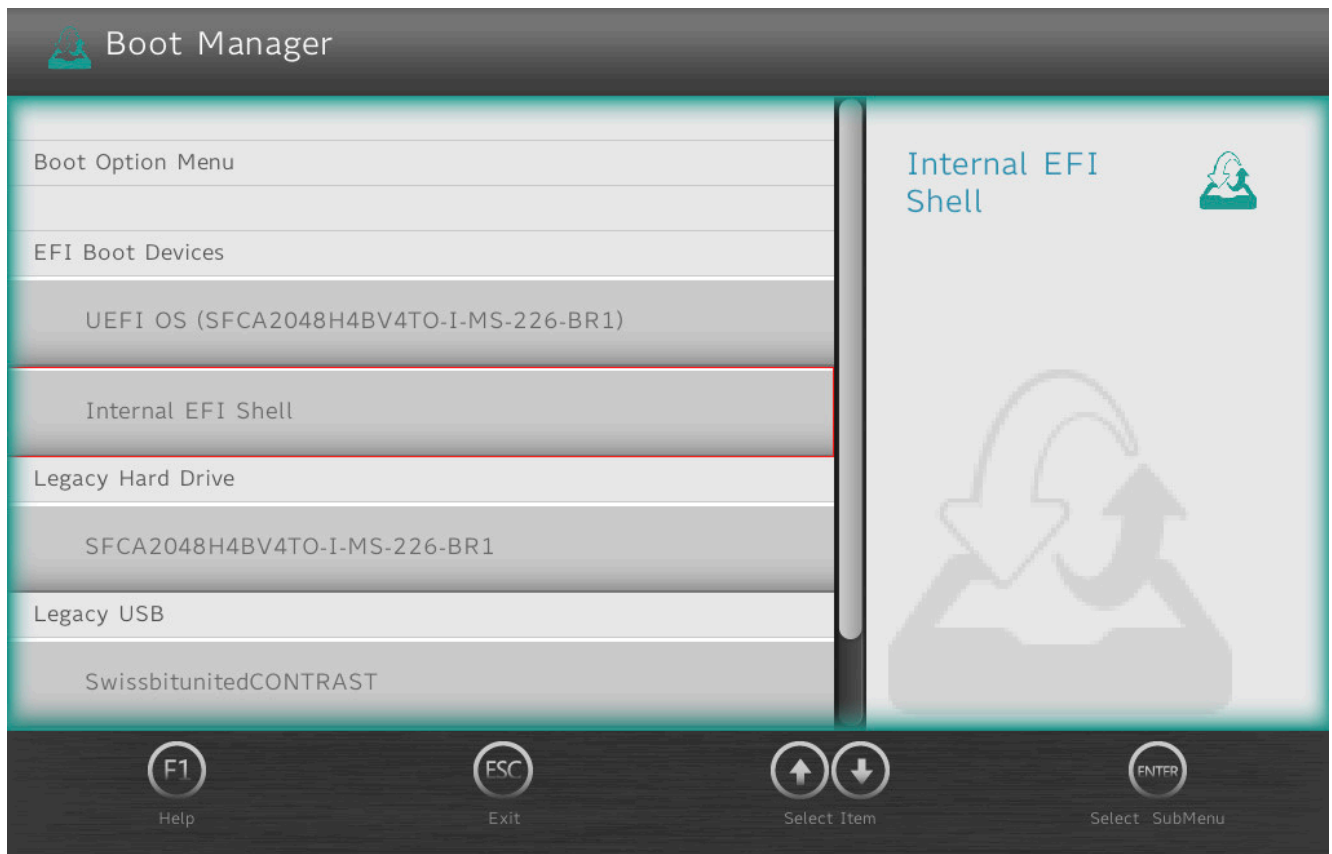 Boot Manager
Boot Option Menu
EFI Boot Devices
UEFI OS (SFCA2048H4BV4TO-I-MS-226-BR1)
Internal EFI Shell
Legacy Hard Drive
SFCA2048H4BV4TO-I-MS-226-BR1
Legacy USB
SwissbitunitedCONTRAST
Internal EFI
Shell
F1
Help
ESC
Exit
Select Item
ENTER
Select SubMenu